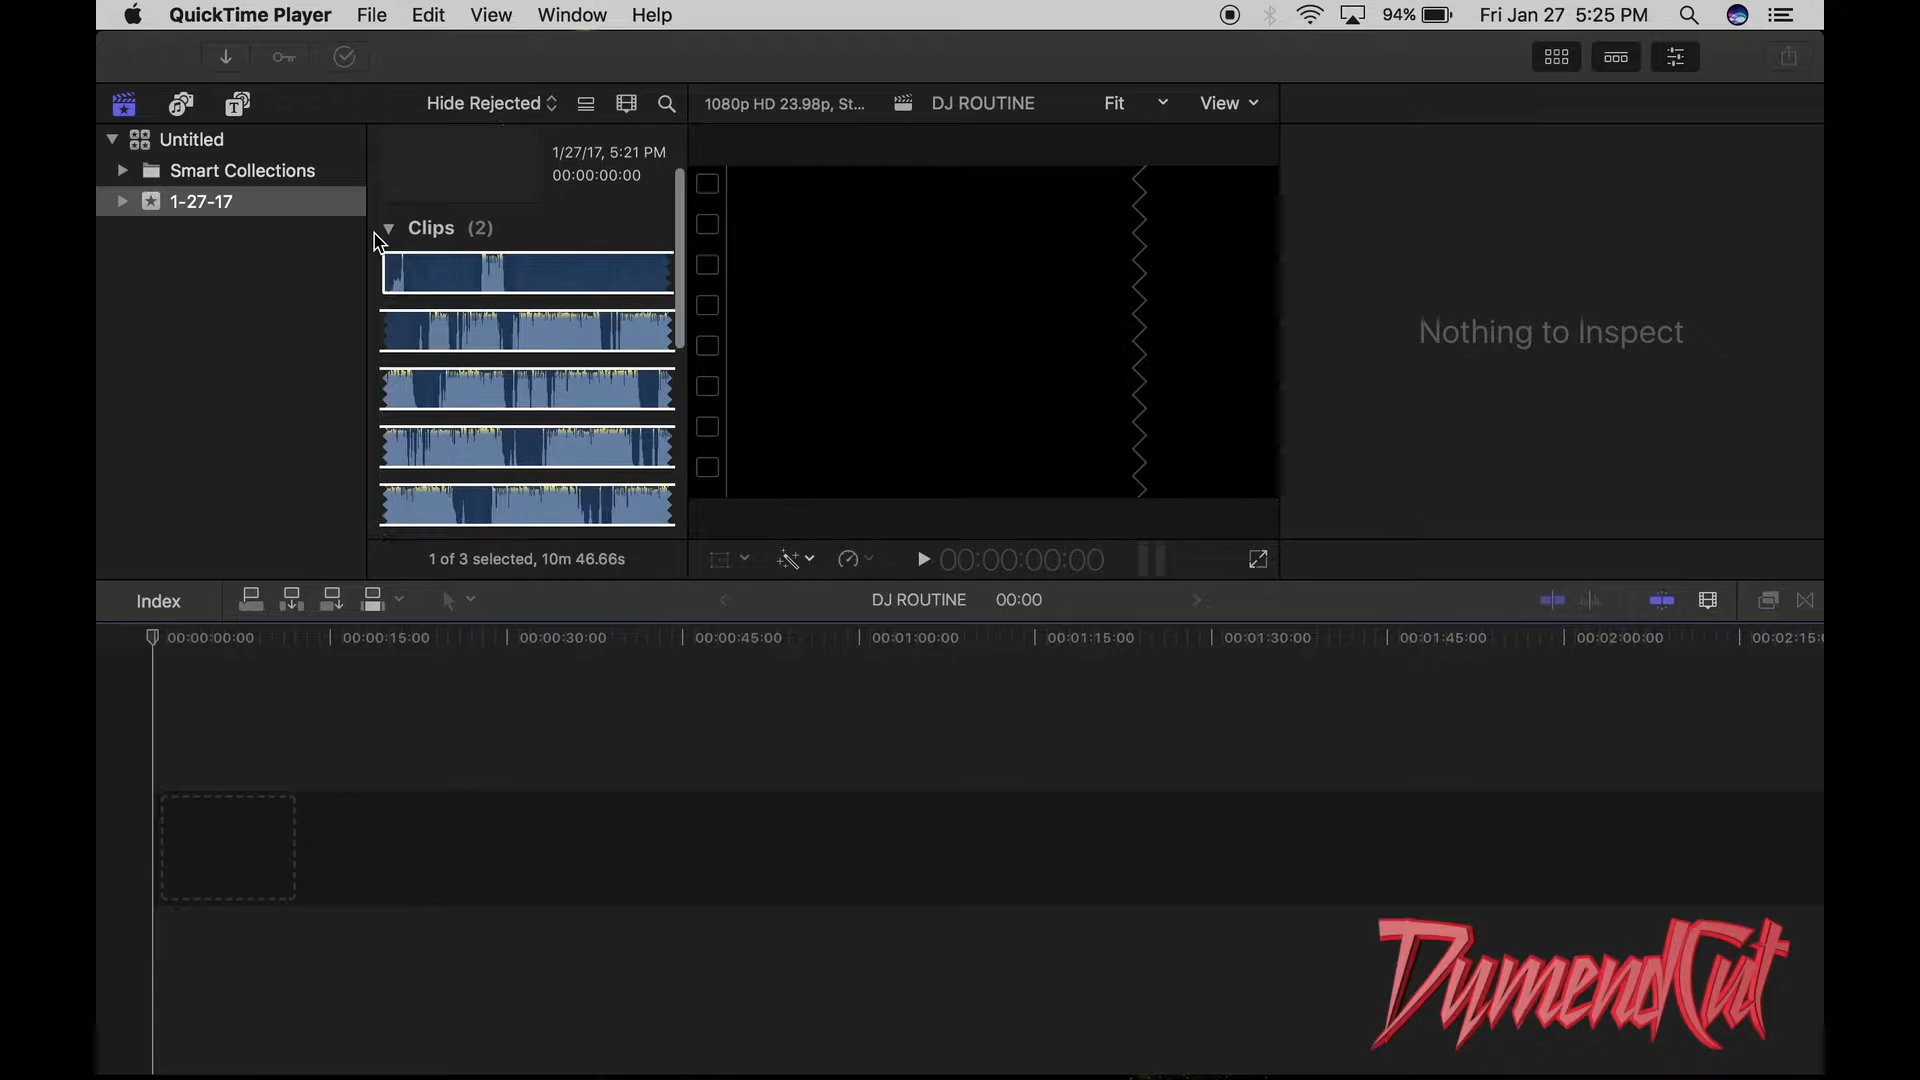 QuickTime Player File Edit View Window Help 94% Fri Jan 27 5:25 PM
Hide Rejected 1080p HD 23.98p, St... DJ ROUTINE Fit View
Untitled
Smart Collections
1-27-17
1/27/17, 5:21 PM
00:00:00:00
Clips (2)
Nothing to Inspect
1 of 3 selected, 10m 46.66s
00:00:00:00
Index DJ ROUTINE 00:00
00:00:00:00 00:00:15:00 00:00:30:00 00:00:45:00 00:01:00:00 00:01:15:00 00:01:30:00 00:01:45:00 00:02:00:00 00:02:15:0
DymendCut